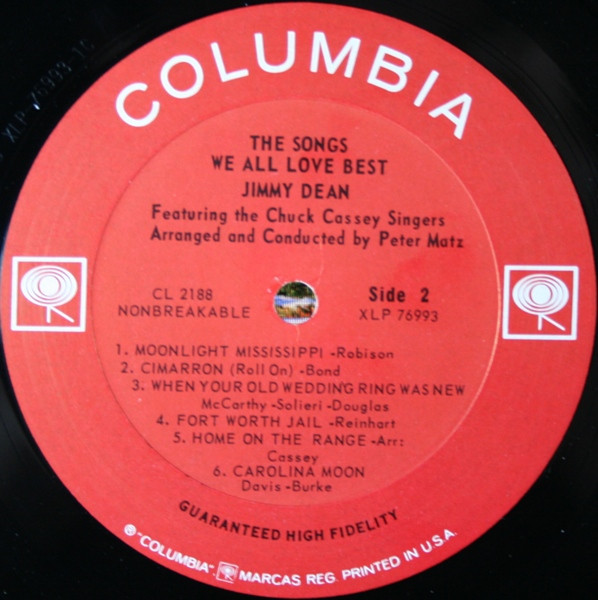 COLUMBIA
THE SONGS
WE ALL LOVE BEST
JIMMY DEAN
Featuring the Chuck Cassey Singers
Arranged and Conducted by Peter Matz
CL 2188
NONBREAKABLE
Side 2
XLP 76993
1. MOONLIGHT MISSISSIPPI -Robison
2. CIMARRON (Roll On) -Bond
3. WHEN YOUR OLD WEDDING RING WAS NEW
McCarthy -Solieri -Douglas
4. FORT WORTH JAIL -Reinhart
5. HOME ON THE RANGE -Arr:
Cassey
6. CAROLINA MOON
Davis -Burke
GUARANTEED HIGH FIDELITY
® "COLUMBIA" MARCAS REG. PRINTED IN U.S.A.